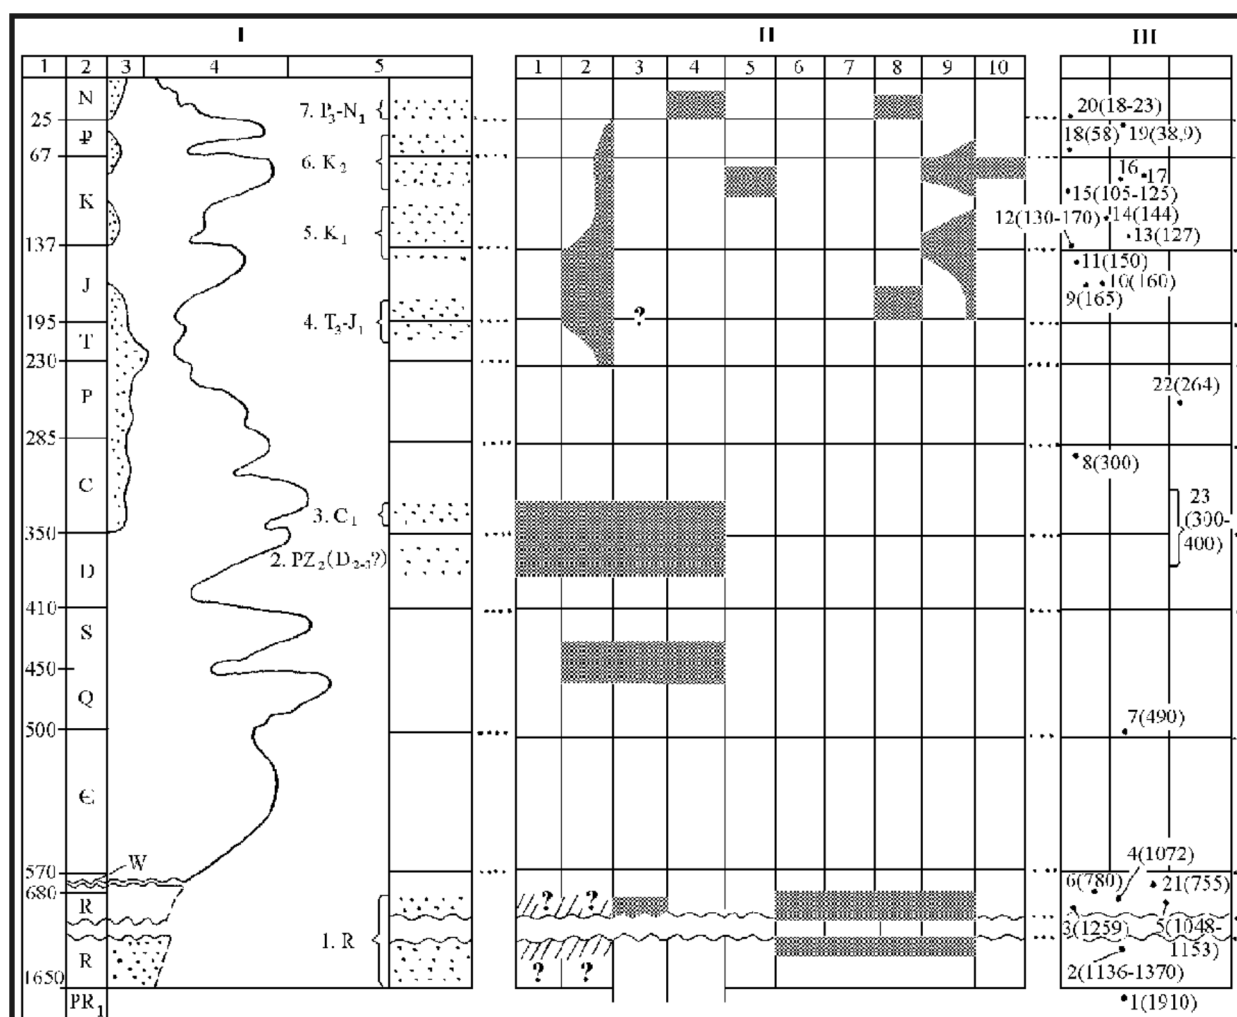 I II III
1 2 3 4 5 1 2 3 4 5 6 7 8 9 10
N
7. P₃-N₁
20(18-23)
25
₽
18(58) 19(38,9)
67
6. K₂
16 17
K
15(105-125)
12(130-170) 14(144)
5. K₁
13(127)
137
11(150)
J
10(160)
9(165)
195
4. T₃-J₁
?
T
230
22(264)
P
285
8(300)
C
23
(300-
400)
3. C₁
350
2. PZ₂(D₂₋₃?)
D
410
S
450
Q
7(490)
500
Є
4(1072)
W
570
6(780) 21(755)
680
R
? ?
3(1259) 5(1048-
1153)
1. R
R
2(1136-1370)
? ?
1650
PR₁
1(1910)